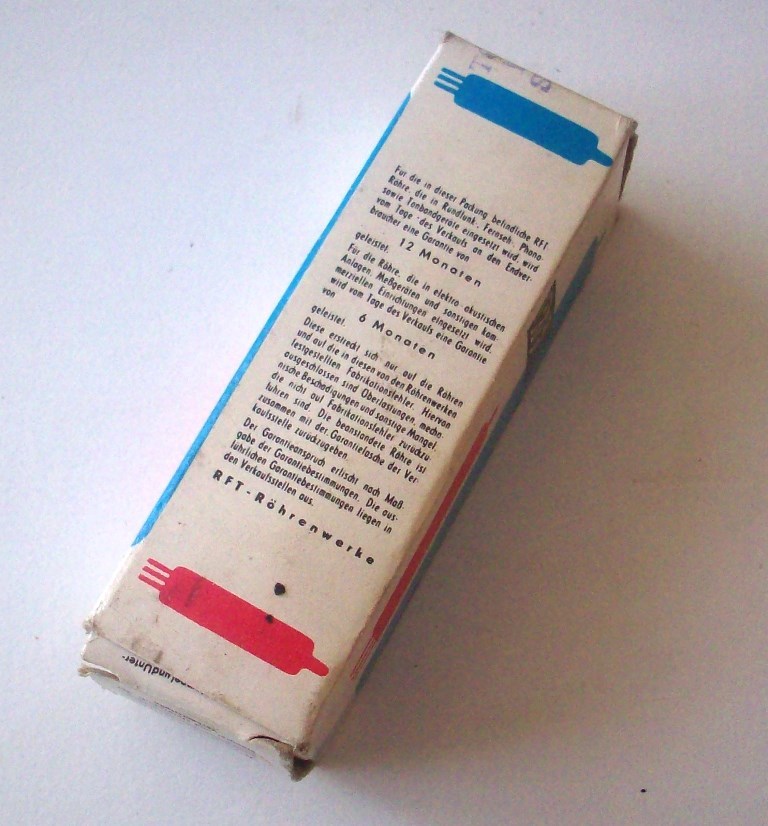 Für die in dieser Packung befindliche RFT
Röhre, die in Rundfunk-, Fernseh-, Phono-
sowie Tonbandgeräte eingesetzt wird, wird
vom Tage des Verkaufs an den Endver-
braucher eine Garantie von
12 Monaten
geleistet.
Für die Röhre, die in elektro-akustischen
Anlagen, Meßgeräten und sonstigen kom-
merziellen Einrichtungen eingesetzt wird,
wird vom Tage des Verkaufs eine Garantie
von
6 Monaten
geleistet.
Diese erstreckt sich nur auf die Röhren
und auf die in diesen von den Röhrenwerken
festgestellten Fabrikationsfehler. Hiervon
ausgeschlossen sind Überlastungen, mecha-
nische Beschädigungen und sonstige Mängel,
die nicht auf Fabrikationsfehler zurückzu-
führen sind. Die beanstandete Röhre ist
zusammen mit der Garantielasche der Ver-
kaufsstelle zurückzugeben.
Der Garantieanspruch erlischt nach Maß-
gabe der Garantiebestimmungen. Die aus-
führlichen Garantiebestimmungen liegen in
den Verkaufsstellen aus.
RFT-Röhrenwerke
und Unter-